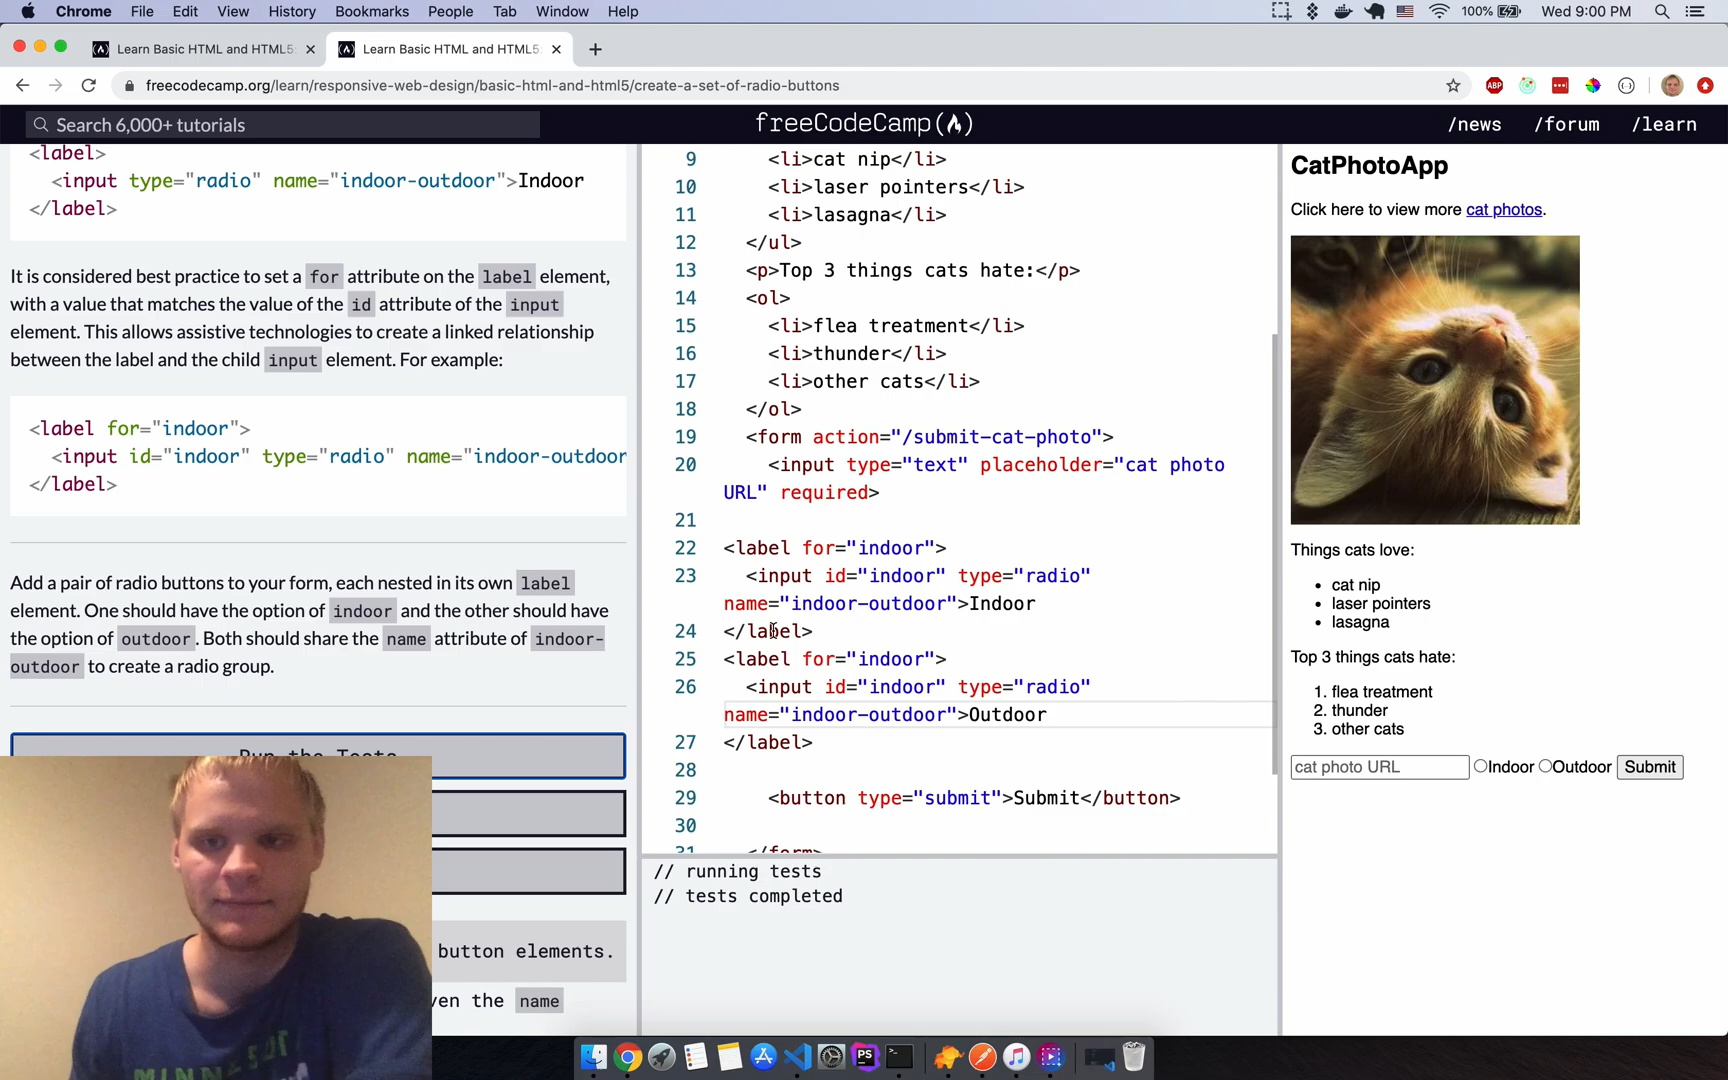 Chrome File Edit View History Bookmarks People Tab Window Help 100% Wed 9:00 PM
Learn Basic HTML and HTML5: Learn Basic HTML and HTML5:
freecodecamp.org/learn/responsive-web-design/basic-html-and-html5/create-a-set-of-radio-buttons
ABP
Search 6,000+ tutorials
freeCodeCamp
/news /forum /learn
<label>
<input type="radio" name="indoor-outdoor">Indoor
</label>
It is considered best practice to set a for attribute on the label element,
with a value that matches the value of the id attribute of the input
element. This allows assistive technologies to create a linked relationship
between the label and the child input element. For example:
<label for="indoor">
<input id="indoor" type="radio" name="indoor-outdoor
</label>
Add a pair of radio buttons to your form, each nested in its own label
element. One should have the option of indoor and the other should have
the option of outdoor. Both should share the name attribute of indoor-
outdoor to create a radio group.
Run the Tests
button elements.
ven the name
MINNESOTA
9 <li>cat nip</li>
10 <li>laser pointers</li>
11 <li>lasagna</li>
12 </ul>
13 <p>Top 3 things cats hate:</p>
14 <ol>
15 <li>flea treatment</li>
16 <li>thunder</li>
17 <li>other cats</li>
18 </ol>
19 <form action="/submit-cat-photo">
20 <input type="text" placeholder="cat photo
URL" required>
21
22 <label for="indoor">
23 <input id="indoor" type="radio"
name="indoor-outdoor">Indoor
24 </label>
25 <label for="indoor">
26 <input id="indoor" type="radio"
name="indoor-outdoor">Outdoor
27 </label>
28
29 <button type="submit">Submit</button>
30
31 </form>
// running tests
// tests completed
CatPhotoApp
Click here to view more cat photos.
Things cats love:
• cat nip
• laser pointers
• lasagna
Top 3 things cats hate:
1. flea treatment
2. thunder
3. other cats
cat photo URL Indoor Outdoor Submit
PS